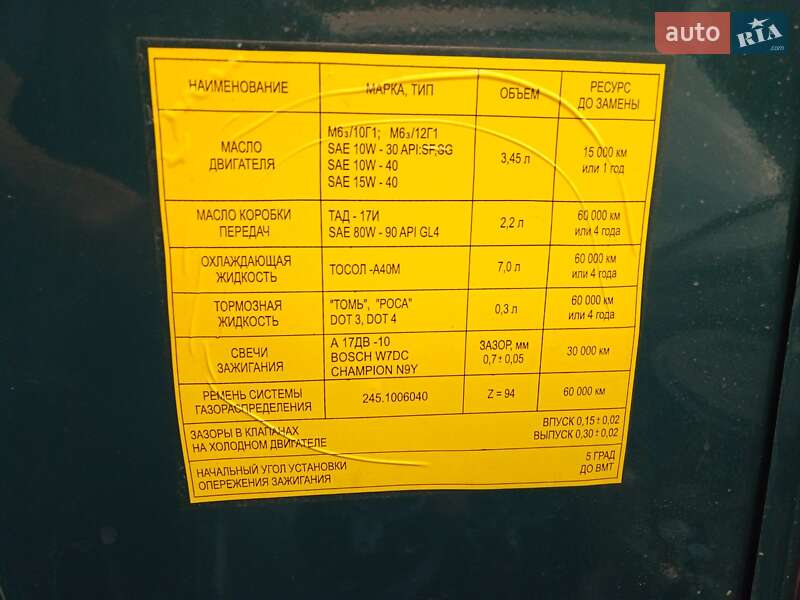 auto RIA .com
НАИМЕНОВАНИЕ МАРКА, ТИП ОБЪЕМ РЕСУРС
ДО ЗАМЕНЫ
МАСЛО
ДВИГАТЕЛЯ
М6з/10Г1; М6з/12Г1
SAE 10W - 30 API:SF,SG
SAE 10W - 40
SAE 15W - 40
3,45 л
15 000 км
или 1 год
МАСЛО КОРОБКИ
ПЕРЕДАЧ
ТАД - 17И
SAE 80W - 90 API GL4
2,2 л
60 000 км
или 4 года
ОХЛАЖДАЮЩАЯ
ЖИДКОСТЬ
ТОСОЛ -А40М
7,0 л
60 000 км
или 4 года
ТОРМОЗНАЯ
ЖИДКОСТЬ
"ТОМЬ", "РОСА"
DOT 3, DOT 4
0,3 л
60 000 км
или 4 года
СВЕЧИ
ЗАЖИГАНИЯ
А 17ДВ -10
BOSCH W7DC
CHAMPION N9Y
ЗАЗОР, мм
0,7 ± 0,05
30 000 км
РЕМЕНЬ СИСТЕМЫ
ГАЗОРАСПРЕДЕЛЕНИЯ
245.1006040
Z = 94
60 000 км
ЗАЗОРЫ В КЛАПАНАХ
НА ХОЛОДНОМ ДВИГАТЕЛЕ
ВПУСК 0,15 ± 0,02
ВЫПУСК 0,30 ± 0,02
НАЧАЛЬНЫЙ УГОЛ УСТАНОВКИ
ОПЕРЕЖЕНИЯ ЗАЖИГАНИЯ
5 ГРАД
ДО ВМТ